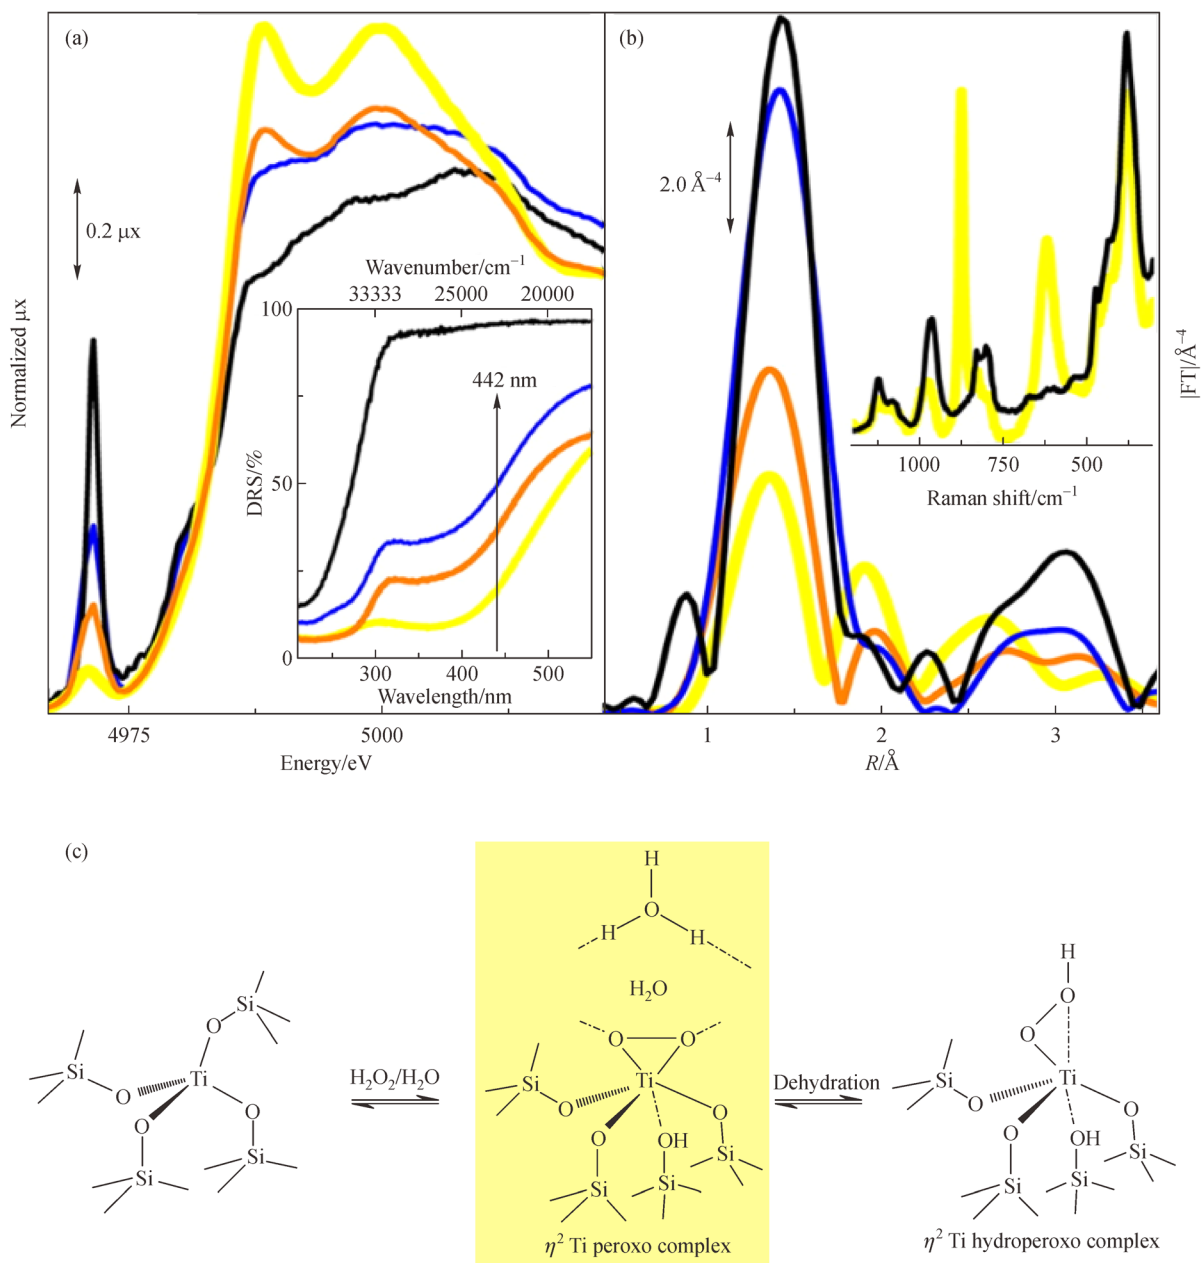 (a)
(b)
Normalized μx
0.2 μx
2.0 Å⁻⁴
|FT|/Å⁻⁴
Wavenumber/cm⁻¹
33333 25000 20000
100
50
0
DRS/%
442 nm
300 400 500
Wavelength/nm
1000 750 500
Raman shift/cm⁻¹
4975 5000
Energy/eV
1 2 3
R/Å
(c)
H
O
H H
H₂O
H
O
O
Si
O
Si
O
Ti
O
O
Si
Si
H₂O₂/H₂O
O O
Si
Ti
O
O
O
OH
Si
Si
Si
Dehydration
Si
Ti
O
O
O
OH
Si
Si
Si
η² Ti peroxo complex
η² Ti hydroperoxo complex